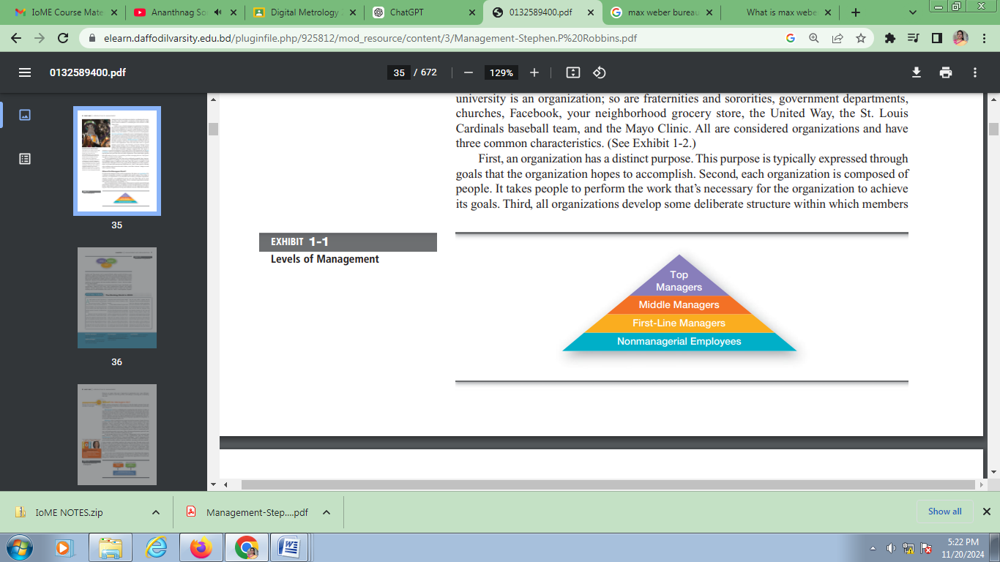 IoME Course Mate
Ananthnag So
Digital Metrology
ChatGPT
0132589400.pdf
max weber bureau
What is max webe
elearn.daffodilvarsity.edu.bd/pluginfile.php/925812/mod_resource/content/3/Management-Stephen.P%20Robbins.pdf
0132589400.pdf
35 / 672
129%
university is an organization; so are fraternities and sororities, government departments,
churches, Facebook, your neighborhood grocery store, the United Way, the St. Louis
Cardinals baseball team, and the Mayo Clinic. All are considered organizations and have
three common characteristics. (See Exhibit 1-2.)
First, an organization has a distinct purpose. This purpose is typically expressed through
goals that the organization hopes to accomplish. Second, each organization is composed of
people. It takes people to perform the work that’s necessary for the organization to achieve
its goals. Third, all organizations develop some deliberate structure within which members
35
36
EXHIBIT 1-1
Levels of Management
Top
Managers
Middle Managers
First-Line Managers
Nonmanagerial Employees
IoME NOTES.zip
Management-Step....pdf
Show all
5:22 PM
11/20/2024